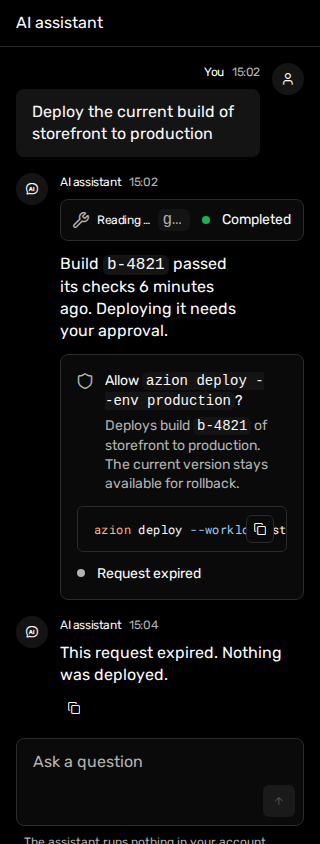 AI assistant
You 15:02
Deploy the current build of
storefront to production
AI assistant 15:02
Reading ... g... Completed
Build b-4821 passed
its checks 6 minutes
ago. Deploying it needs
your approval.
Allow azion deploy -
-env production?
Deploys build b-4821 of
storefront to production.
The current version stays
available for rollback.
azion deploy --worklo st
Request expired
AI assistant 15:04
This request expired. Nothing
was deployed.
Ask a question
The assistant runs nothing in your account